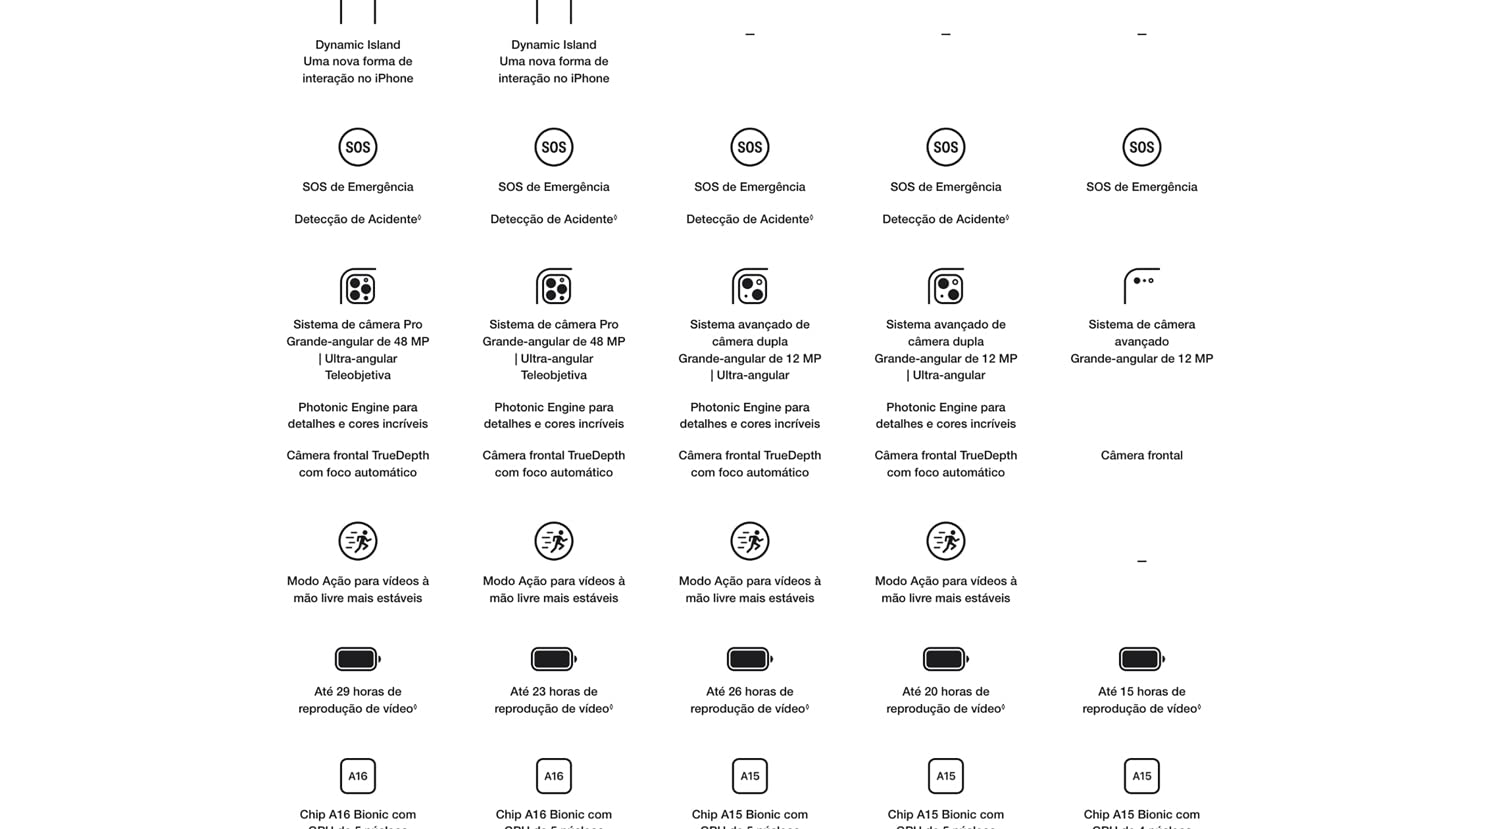 Dynamic Island
Uma nova forma de
interação no iPhone
Dynamic Island
Uma nova forma de
interação no iPhone
–
–
–
SOS
SOS
SOS
SOS
SOS
SOS de Emergência
SOS de Emergência
SOS de Emergência
SOS de Emergência
SOS de Emergência
Detecção de Acidente◊
Detecção de Acidente◊
Detecção de Acidente◊
Detecção de Acidente◊
Sistema de câmera Pro
Grande-angular de 48 MP
| Ultra-angular
Teleobjetiva
Sistema de câmera Pro
Grande-angular de 48 MP
| Ultra-angular
Teleobjetiva
Sistema avançado de
câmera dupla
Grande-angular de 12 MP
| Ultra-angular
Sistema avançado de
câmera dupla
Grande-angular de 12 MP
| Ultra-angular
Sistema de câmera
avançado
Grande-angular de 12 MP
Photonic Engine para
detalhes e cores incríveis
Photonic Engine para
detalhes e cores incríveis
Photonic Engine para
detalhes e cores incríveis
Photonic Engine para
detalhes e cores incríveis
Câmera frontal TrueDepth
com foco automático
Câmera frontal TrueDepth
com foco automático
Câmera frontal TrueDepth
com foco automático
Câmera frontal TrueDepth
com foco automático
Câmera frontal
Modo Ação para vídeos à
mão livre mais estáveis
Modo Ação para vídeos à
mão livre mais estáveis
Modo Ação para vídeos à
mão livre mais estáveis
Modo Ação para vídeos à
mão livre mais estáveis
–
Até 29 horas de
reprodução de vídeo◊
Até 23 horas de
reprodução de vídeo◊
Até 26 horas de
reprodução de vídeo◊
Até 20 horas de
reprodução de vídeo◊
Até 15 horas de
reprodução de vídeo◊
A16
A16
A15
A15
A15
Chip A16 Bionic com
Chip A16 Bionic com
Chip A15 Bionic com
Chip A15 Bionic com
Chip A15 Bionic com